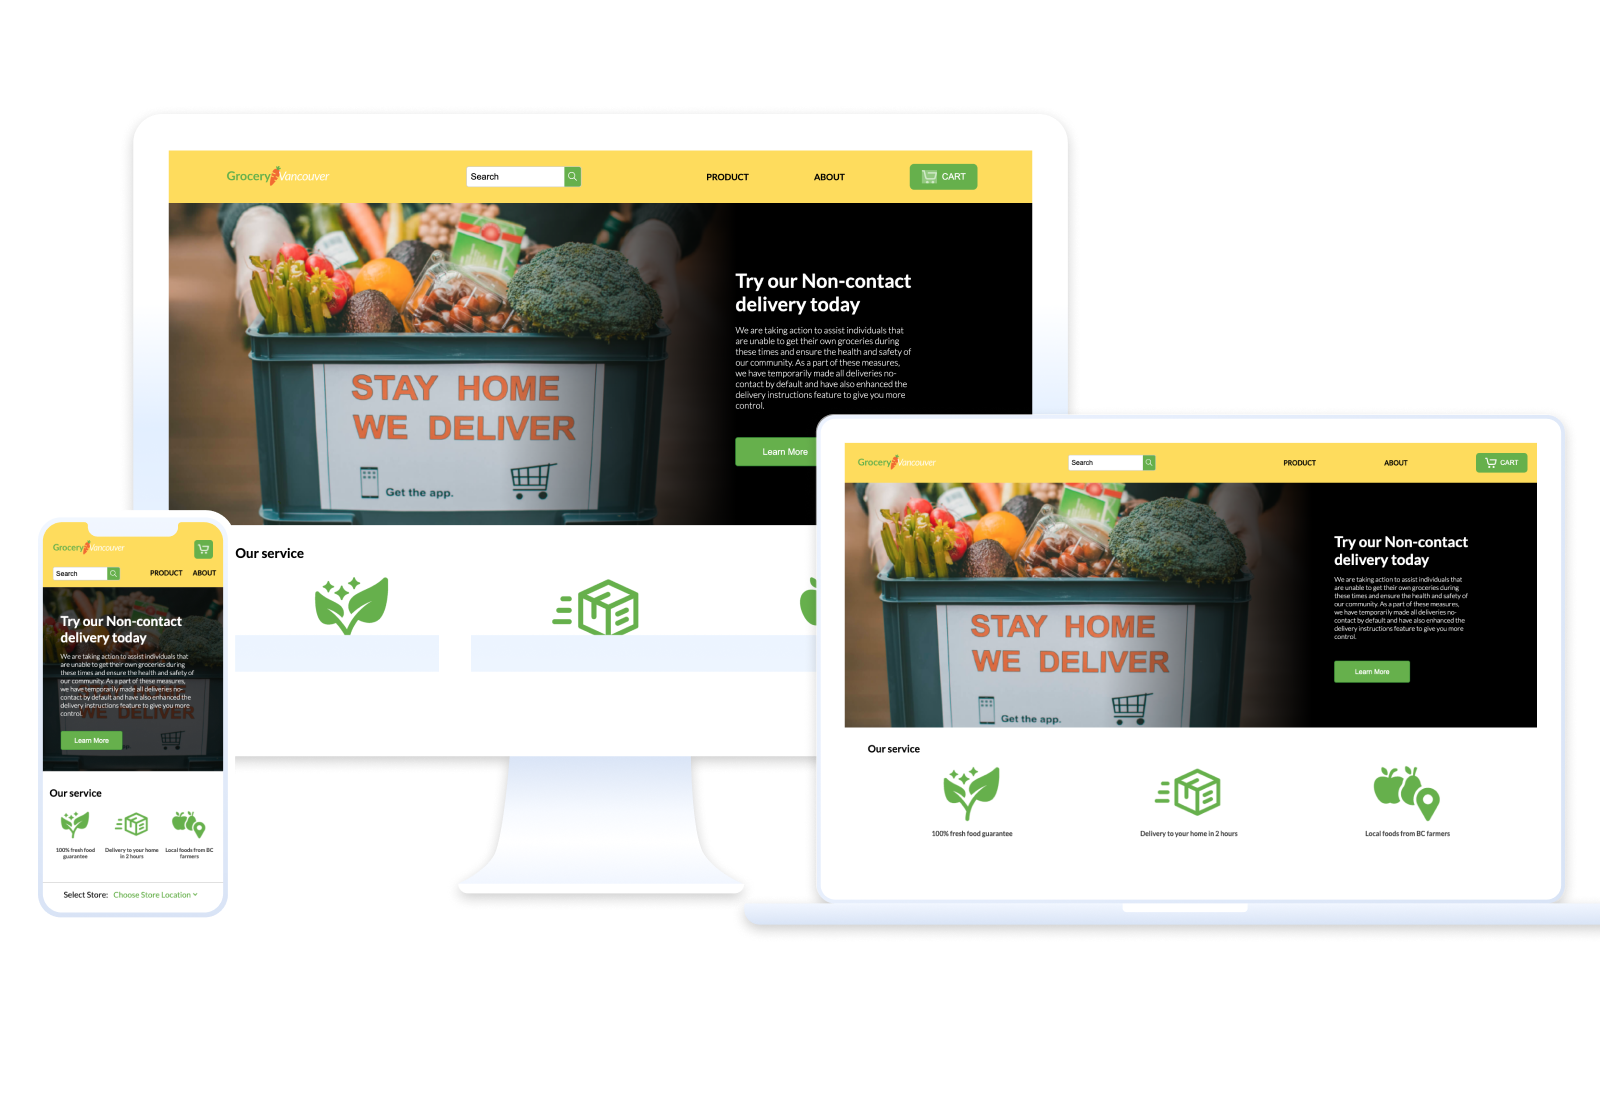 Grocery Vancouver
Search
PRODUCT
ABOUT
CART
Try our Non-contact
delivery today
We are taking action to assist individuals that
are unable to get their own groceries during
these times and ensure the health and safety of
our community. As a part of these measures,
we have temporarily made all deliveries no-
contact by default and have also enhanced the
delivery instructions feature to give you more
control.
Learn More
STAY HOME
WE DELIVER
Get the app.
Our service
Grocery Vancouver
Search
PRODUCT
ABOUT
CART
Try our Non-contact
delivery today
We are taking action to assist individuals that
are unable to get their own groceries during
these times and ensure the health and safety of
our community. As a part of these measures,
we have temporarily made all deliveries no-
contact by default and have also enhanced the
delivery instructions feature to give you more
control.
Learn More
STAY HOME
WE DELIVER
Get the app.
Our service
100% fresh food guarantee
Delivery to your home in 2 hours
Local foods from BC farmers
Grocery Vancouver
Search
PRODUCT
ABOUT
Try our Non-contact
delivery today
We are taking action to assist individuals that
are unable to get their own groceries during
these times and ensure the health and safety of
our community. As a part of these measures,
we have temporarily made all deliveries no-
contact by default and have also enhanced the
delivery instructions feature to give you more
control.
WE DELIVER
Learn More
Our service
100% fresh food
guarantee
Delivery to your home
in 2 hours
Local foods from BC
farmers
Select Store: Choose Store Location